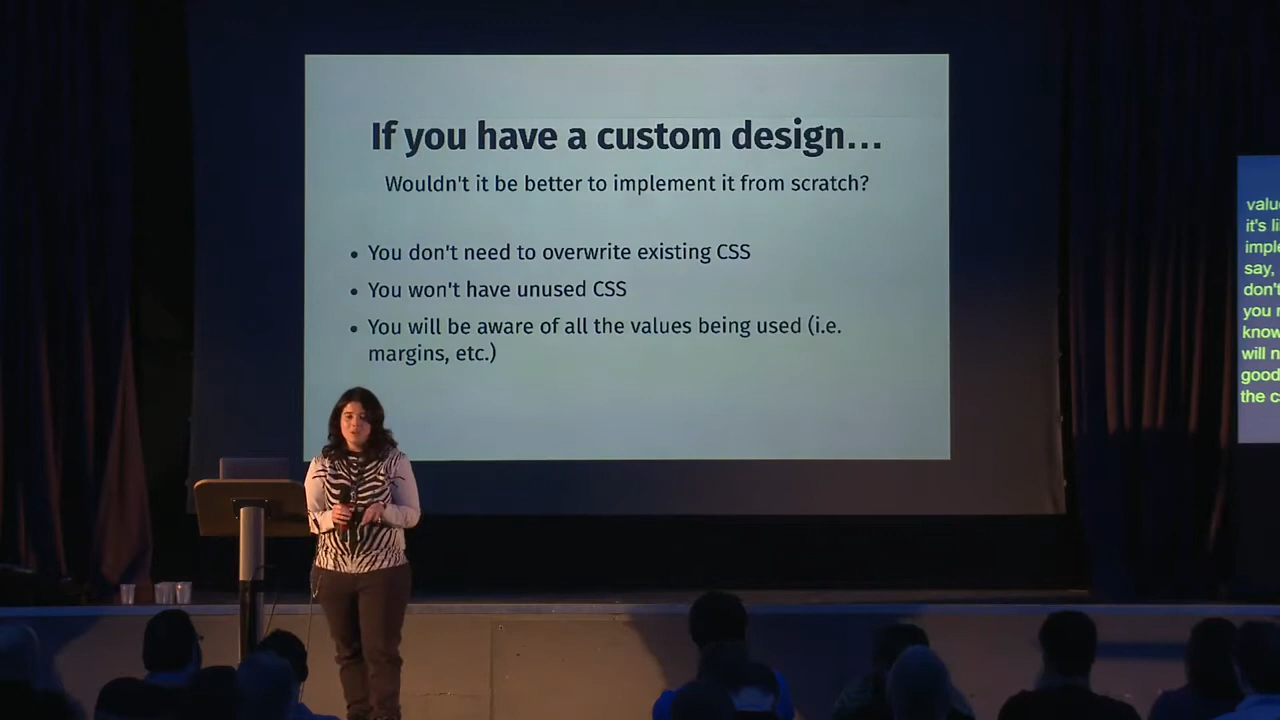 If you have a custom design...
Wouldn't it be better to implement it from scratch?
• You don't need to overwrite existing CSS
• You won't have unused CSS
• You will be aware of all the values being used (i.e.
margins, etc.)
it's
say,
don't
will
good
the